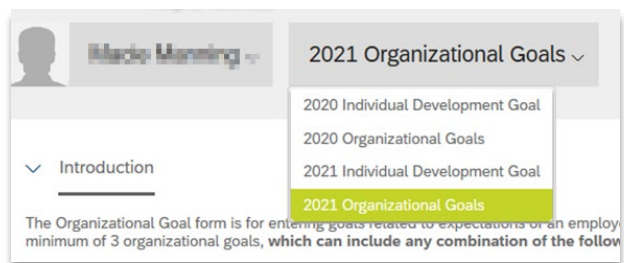 2021 Organizational Goals
2020 Individual Development Goal
2020 Organizational Goals
2021 Individual Development Goal
2021 Organizational Goals
Introduction
The Organizational Goal form is for entering goals related to expectations of an employ
minimum of 3 organizational goals, which can include any combination of the follow